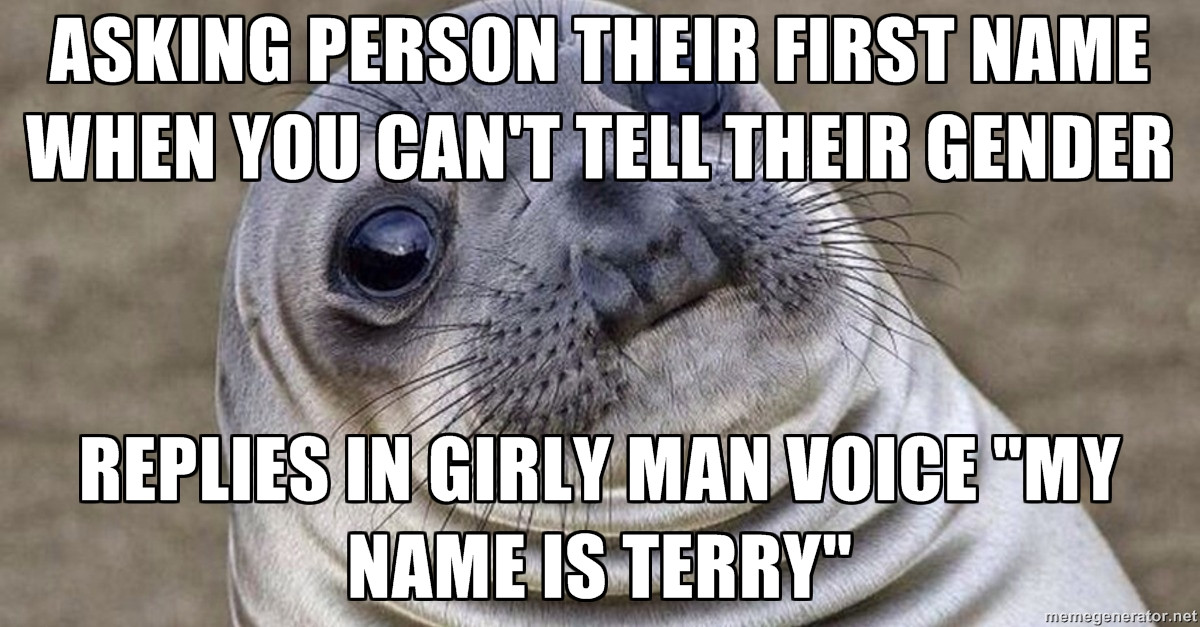 ASKING PERSON THEIR FIRST NAME
WHEN YOU CAN'T TELL THEIR GENDER
REPLIES IN GIRLY MAN VOICE "MY
NAME IS TERRY"
memegenerator.net